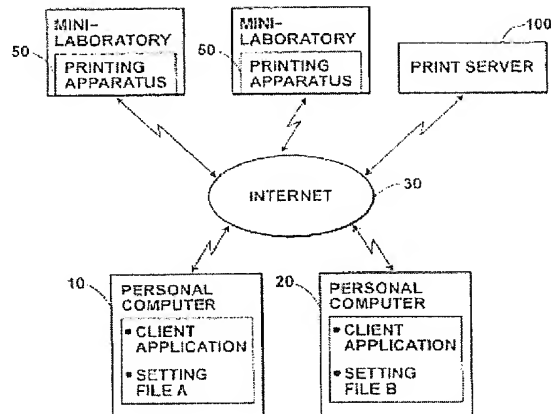 MINI-
LABORATORY
50
PRINTING
APPARATUS
MINI-
LABORATORY
60
PRINTING
APPARATUS
100
PRINT SERVER
INTERNET
30
10
PERSONAL
COMPUTER
• CLIENT
APPLICATION
• SETTING
FILE A
20
PERSONAL
COMPUTER
• CLIENT
APPLICATION
• SETTING
FILE B